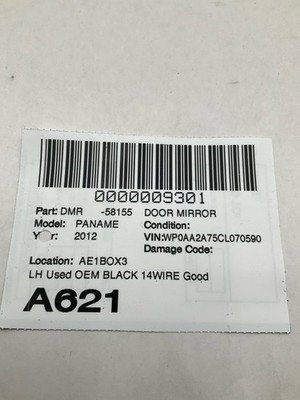 0000009301
Part: DMR -58155 DOOR MIRROR
Model: PANAME Condition:
Year: 2012 VIN:WP0AA2A75CL070590
Damage Code:
Location: AE1BOX3
LH Used OEM BLACK 14WIRE Good
A621